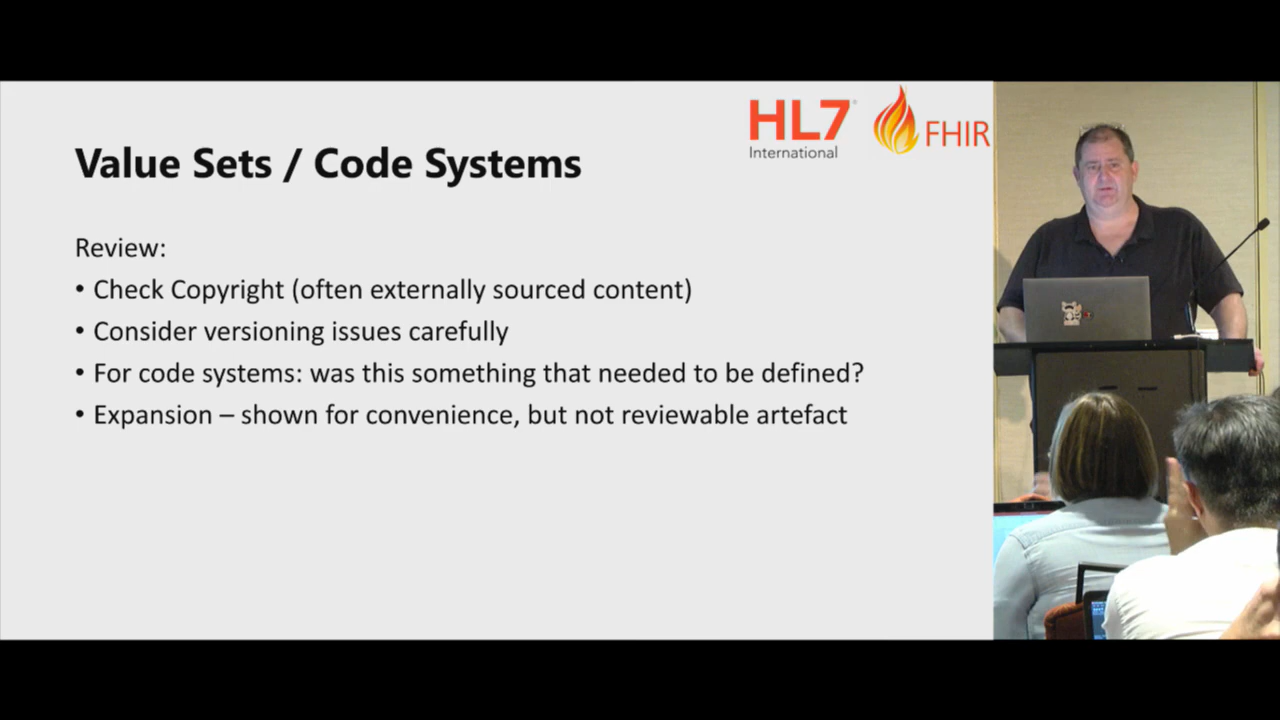 HL7®
International
FHIR
Value Sets / Code Systems
Review:
• Check Copyright (often externally sourced content)
• Consider versioning issues carefully
• For code systems: was this something that needed to be defined?
• Expansion – shown for convenience, but not reviewable artefact